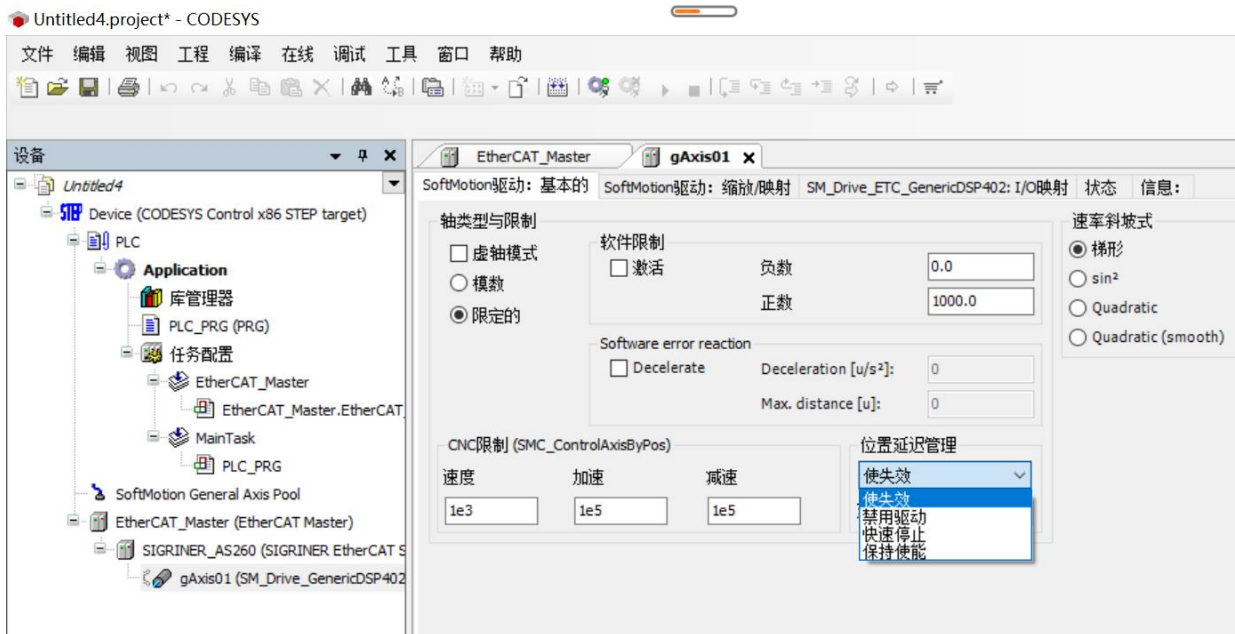 Untitled4.project* - CODESYS
文件 编辑 视图 工程 编译 在线 调试 工具 窗口 帮助
设备
Untitled4
Device (CODESYS Control x86 STEP target)
PLC
Application
库管理器
PLC_PRG (PRG)
任务配置
EtherCAT_Master
EtherCAT_Master.EtherCAT_
MainTask
PLC_PRG
SoftMotion General Axis Pool
EtherCAT_Master (EtherCAT Master)
SIGRINER_AS260 (SIGRINER EtherCAT S
gAxis01 (SM_Drive_GenericDSP402
EtherCAT_Master gAxis01
SoftMotion驱动: 基本的 SoftMotion驱动: 缩放/映射 SM_Drive_ETC_GenericDSP402: I/O映射 状态 信息:
轴类型与限制
虚轴模式
模数
限定的
软件限制
激活 负数 0.0
正数 1000.0
Software error reaction
Decelerate Deceleration [u/s²]: 0
Max. distance [u]: 0
速率斜坡式
梯形
sin²
Quadratic
Quadratic (smooth)
CNC限制 (SMC_ControlAxisByPos)
速度 加速 减速
1e3 1e5 1e5
位置延迟管理
使失效
使失效
禁用驱动
快速停止
保持使能